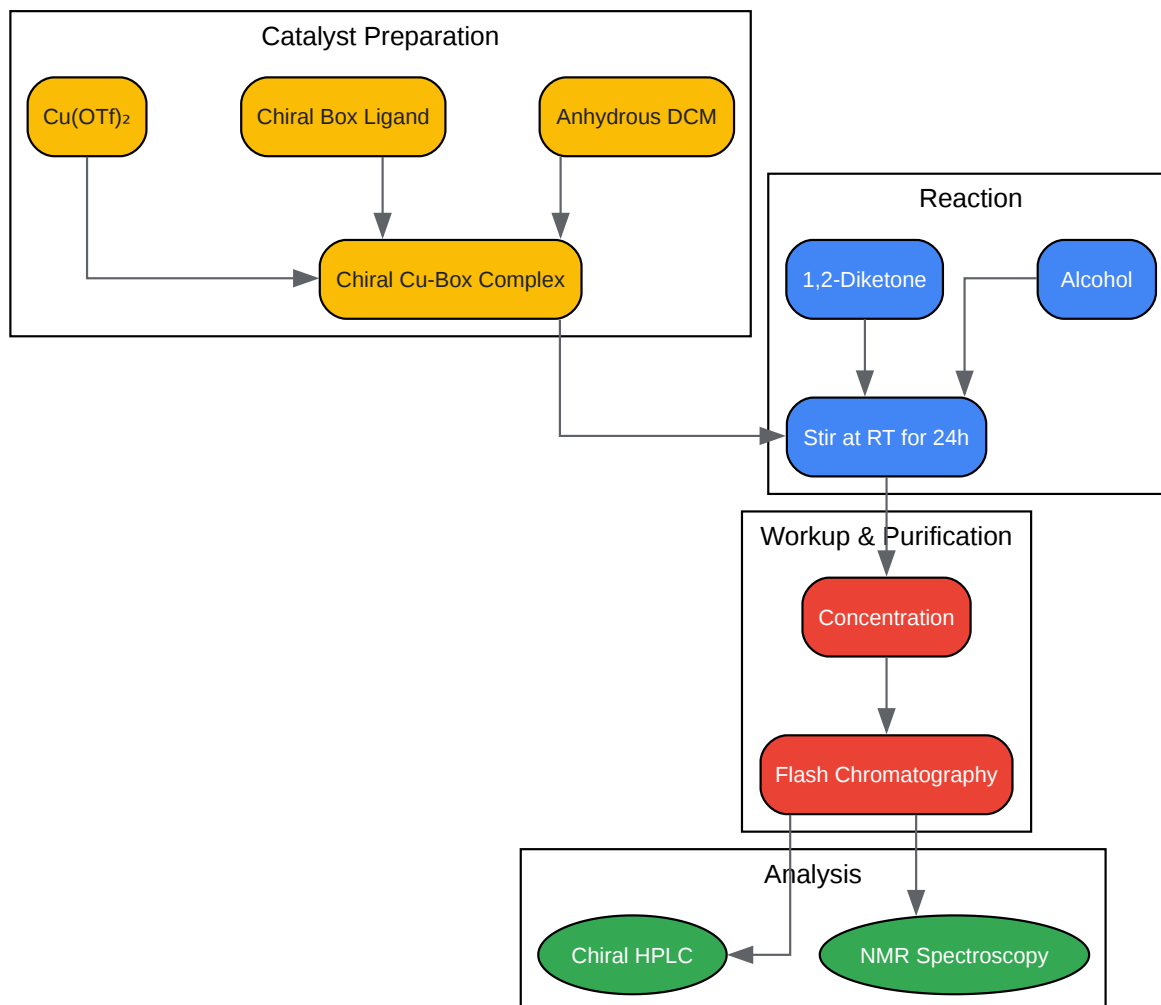 Catalyst Preparation
Cu(OTf)₂
Chiral Box Ligand
Anhydrous DCM
Chiral Cu-Box Complex
Reaction
1,2-Diketone
Alcohol
Stir at RT for 24h
Workup & Purification
Concentration
Flash Chromatography
Analysis
Chiral HPLC
NMR Spectroscopy